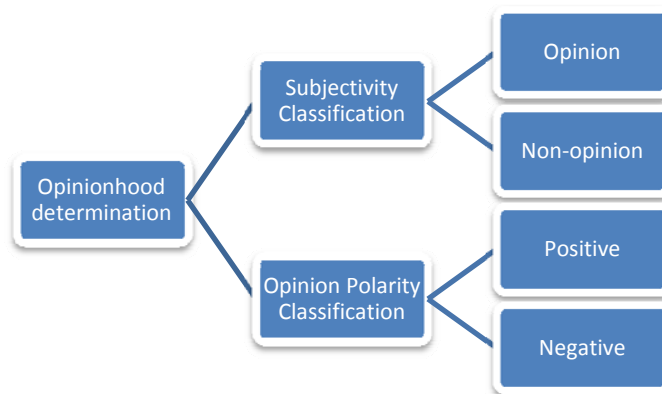 Opinionhood
determination
Subjectivity
Classification
Opinion
Non-opinion
Opinion Polarity
Classification
Positive
Negative